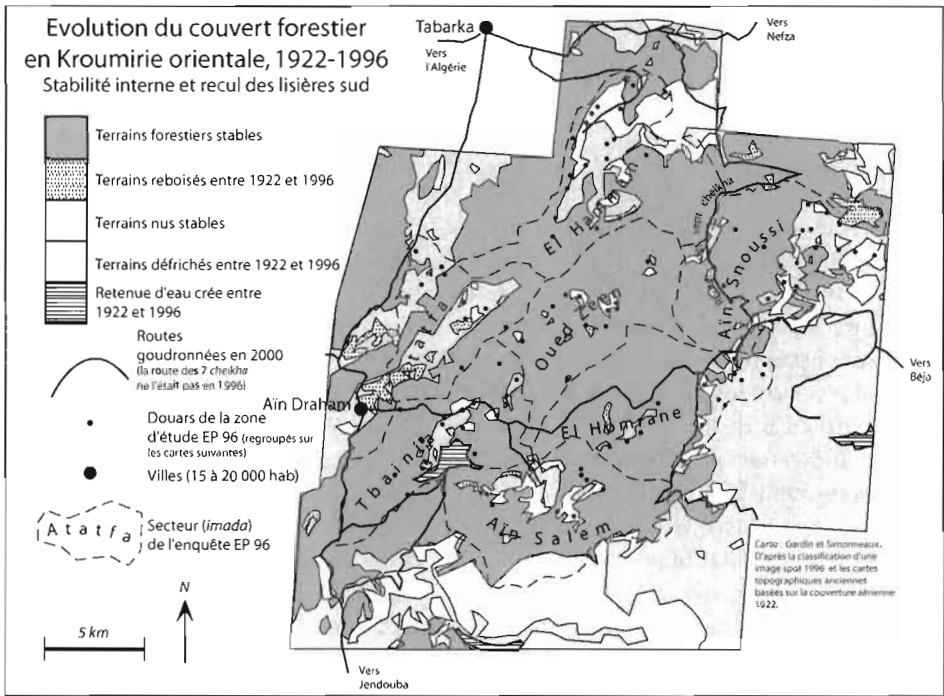 Evolution du couvert forestier
en Kroumirie orientale, 1922-1996
Stabilité interne et recul des lisières sud
Terrains forestiers stables
Terrains reboisés entre 1922 et 1996
Terrains nus stables
Terrains défrichés entre 1922 et 1996
Retenue d'eau crée entre
1922 et 1996
Routes
goudronnées en 2000
(la route des 7 cheikha
ne l'était pas en 1996)
Douars de la zone
d'étude EP 96 (regroupés sur
les cartes suivantes)
Villes (15 à 20 000 hab)
Atatfa
Secteur (imada)
de l'enquête EP 96
5 km
N
Tabarka
Vers
l'Algérie
Vers
Nefza
El Hamran
sept cheikha
Aïn Snoussi
Atatfa
Oued Zeen
Aïn Draham
El Homrane
Tbainia
Aïn Salem
Vers
Béja
Vers
Jendouba
Carto : Gardin et Simonneaux.
D'après la classification d'une
image spot 1996 et les cartes
topographiques anciennes
basées sur la couverture aérienne
1922.